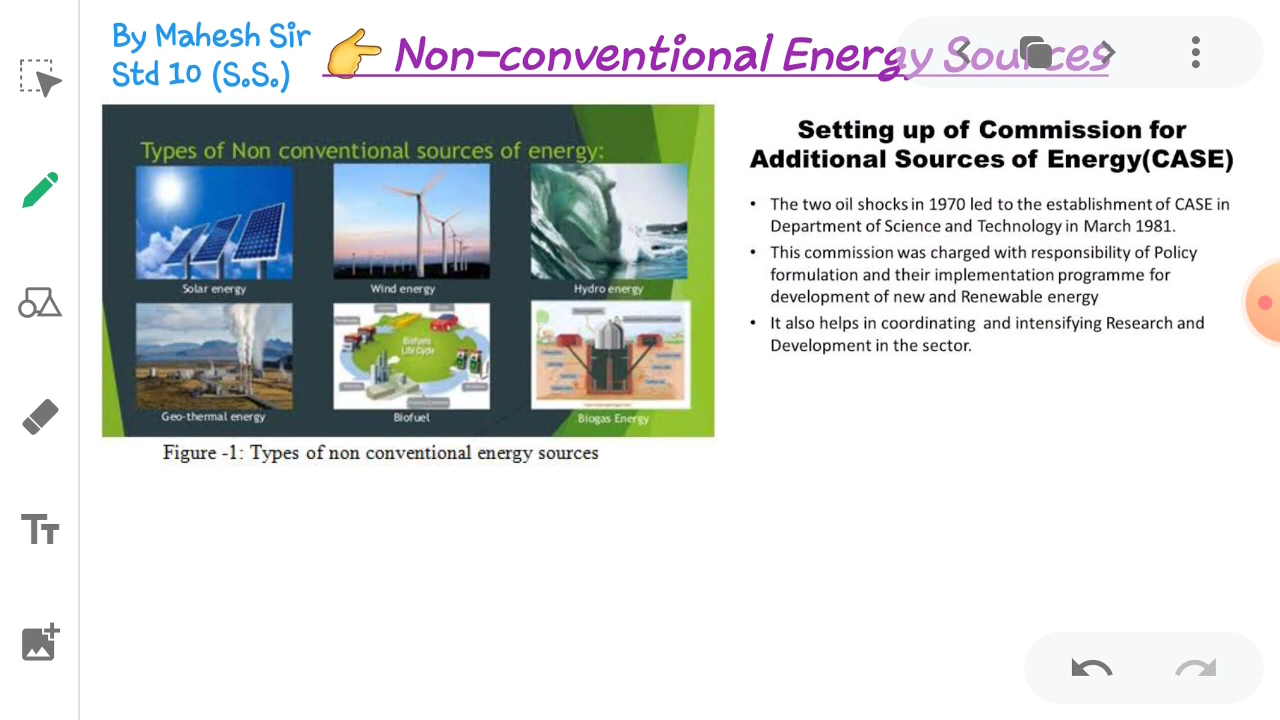 By Mahesh Sir
Std 10 (S.S.)
Non-conventional Energy Sources
Types of Non conventional sources of energy:
Solar energy
Wind energy
Hydro energy
Biofuels
Life Cycle
Geo-thermal energy
Biofuel
Biogas Energy
Figure -1: Types of non conventional energy sources
Setting up of Commission for
Additional Sources of Energy(CASE)
• The two oil shocks in 1970 led to the establishment of CASE in
Department of Science and Technology in March 1981.
• This commission was charged with responsibility of Policy
formulation and their implementation programme for
development of new and Renewable energy
• It also helps in coordinating and intensifying Research and
Development in the sector.
Tт